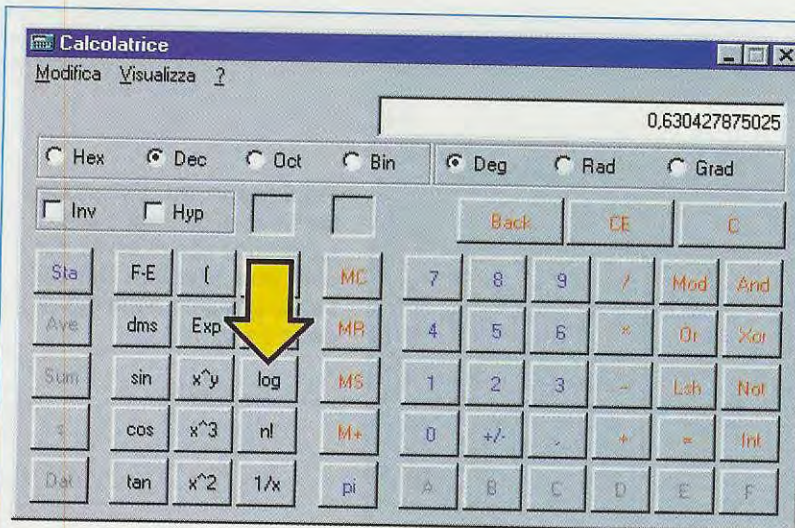 Calcolatrice
Modifica Visualizza ?
0,630427875025
Hex Dec Oct Bin Deg Rad Grad
Inv Hyp Back CE C
Sta F-E ( MC 7 8 9 / Mod And
Ave dms Exp MR 4 5 6 * Or Xor
Sum sin x^y log MS 1 2 3 - Lsh Not
s cos x^3 n! M+ 0 +/- , + = Int
Dat tan x^2 1/x pi A B C D E F